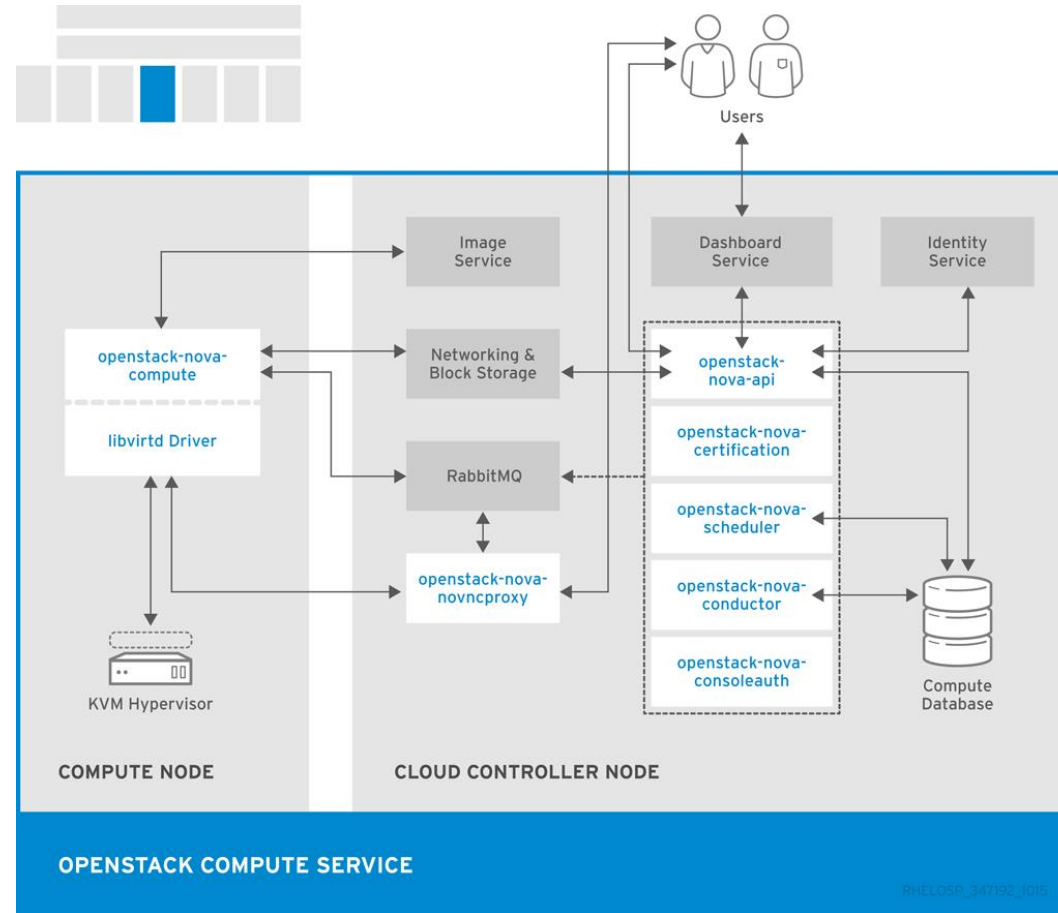 Users
Image
Service
Dashboard
Service
Identity
Service
openstack-nova-
compute
libvirtd Driver
Networking &
Block Storage
openstack-
nova-api
openstack-nova-
certification
RabbitMQ
openstack-nova-
scheduler
openstack-nova-
novncproxy
openstack-nova-
conductor
openstack-nova-
consoleauth
KVM Hypervisor
Compute
Database
COMPUTE NODE
CLOUD CONTROLLER NODE
OPENSTACK COMPUTE SERVICE
RHELOSP_347192_1015